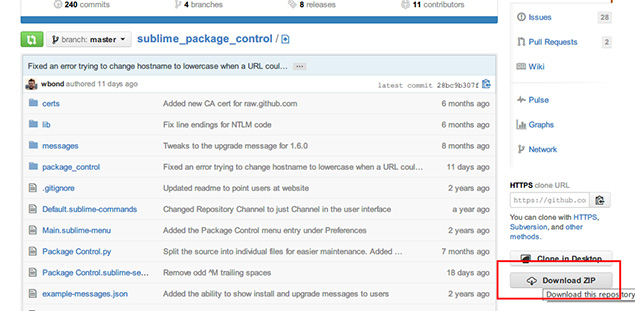 240 commits 4 branches 8 releases 11 contributors
branch: master sublime_package_control /
Fixed an error trying to change hostname to lowercase when a URL coul… ...
wbond authored 11 days ago latest commit 28bc9b307f
certs Added new CA cert for raw.github.com 6 months ago
lib Fix line endings for NTLM code 6 months ago
messages Tweaks to the upgrade message for 1.6.0 8 months ago
package_control Fixed an error trying to change hostname to lowercase when a URL coul… 11 days ago
.gitignore Updated readme to point users at website 2 years ago
Default.sublime-commands Changed Repository Channel to just Channel in the user interface a year ago
Main.sublime-menu Added the Package Control menu entry under Preferences 2 years ago
Package Control.py Split the source into individual files for easier maintenance. Added … 7 months ago
Package Control.sublime-se… Remove odd ^M trailing spaces 18 days ago
example-messages.json Added the ability to show install and upgrade messages to users 2 years ago
Issues 28
Pull Requests 2
Wiki
Pulse
Graphs
Network
HTTPS clone URL
https://github.co
You can clone with HTTPS,
Subversion, and other
methods.
Clone in Desktop
Download ZIP
Download this repository